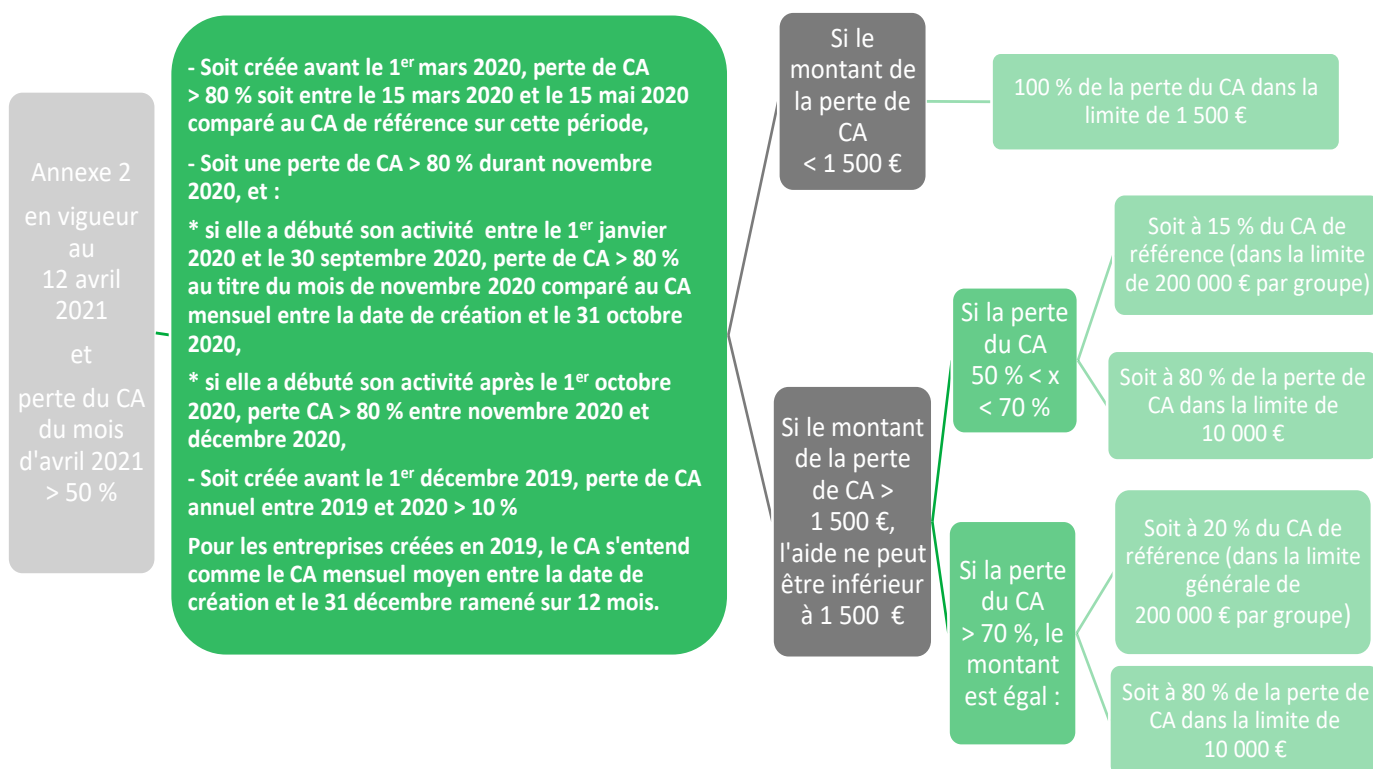 Annexe 2
en vigueur
au
12 avril
2021
et
perte du CA
du mois
d'avril 2021
> 50 %
- Soit créée avant le 1er mars 2020, perte de CA
> 80 % soit entre le 15 mars 2020 et le 15 mai 2020
comparé au CA de référence sur cette période,
- Soit une perte de CA > 80 % durant novembre
2020, et :
* si elle a débuté son activité entre le 1er janvier
2020 et le 30 septembre 2020, perte de CA > 80 %
au titre du mois de novembre 2020 comparé au CA
mensuel entre la date de création et le 31 octobre
2020,
* si elle a débuté son activité après le 1er octobre
2020, perte CA > 80 % entre novembre 2020 et
décembre 2020,
- Soit créée avant le 1er décembre 2019, perte de CA
annuel entre 2019 et 2020 > 10 %
Pour les entreprises créées en 2019, le CA s'entend
comme le CA mensuel moyen entre la date de
création et le 31 décembre ramené sur 12 mois.
Si le
montant de
la perte de
CA
< 1 500 €
100 % de la perte du CA dans la
limite de 1 500 €
Si le montant
de la perte
de CA >
1 500 €,
l'aide ne peut
être inférieur
à 1 500 €
Si la perte
du CA
50 % < x
< 70 %
Soit à 15 % du CA de
référence (dans la limite
de 200 000 € par groupe)
Soit à 80 % de la perte de
CA dans la limite de
10 000 €
Si la perte
du CA
> 70 %, le
montant
est égal :
Soit à 20 % du CA de
référence (dans la limite
générale de
200 000 € par groupe)
Soit à 80 % de la perte de
CA dans la limite de
10 000 €